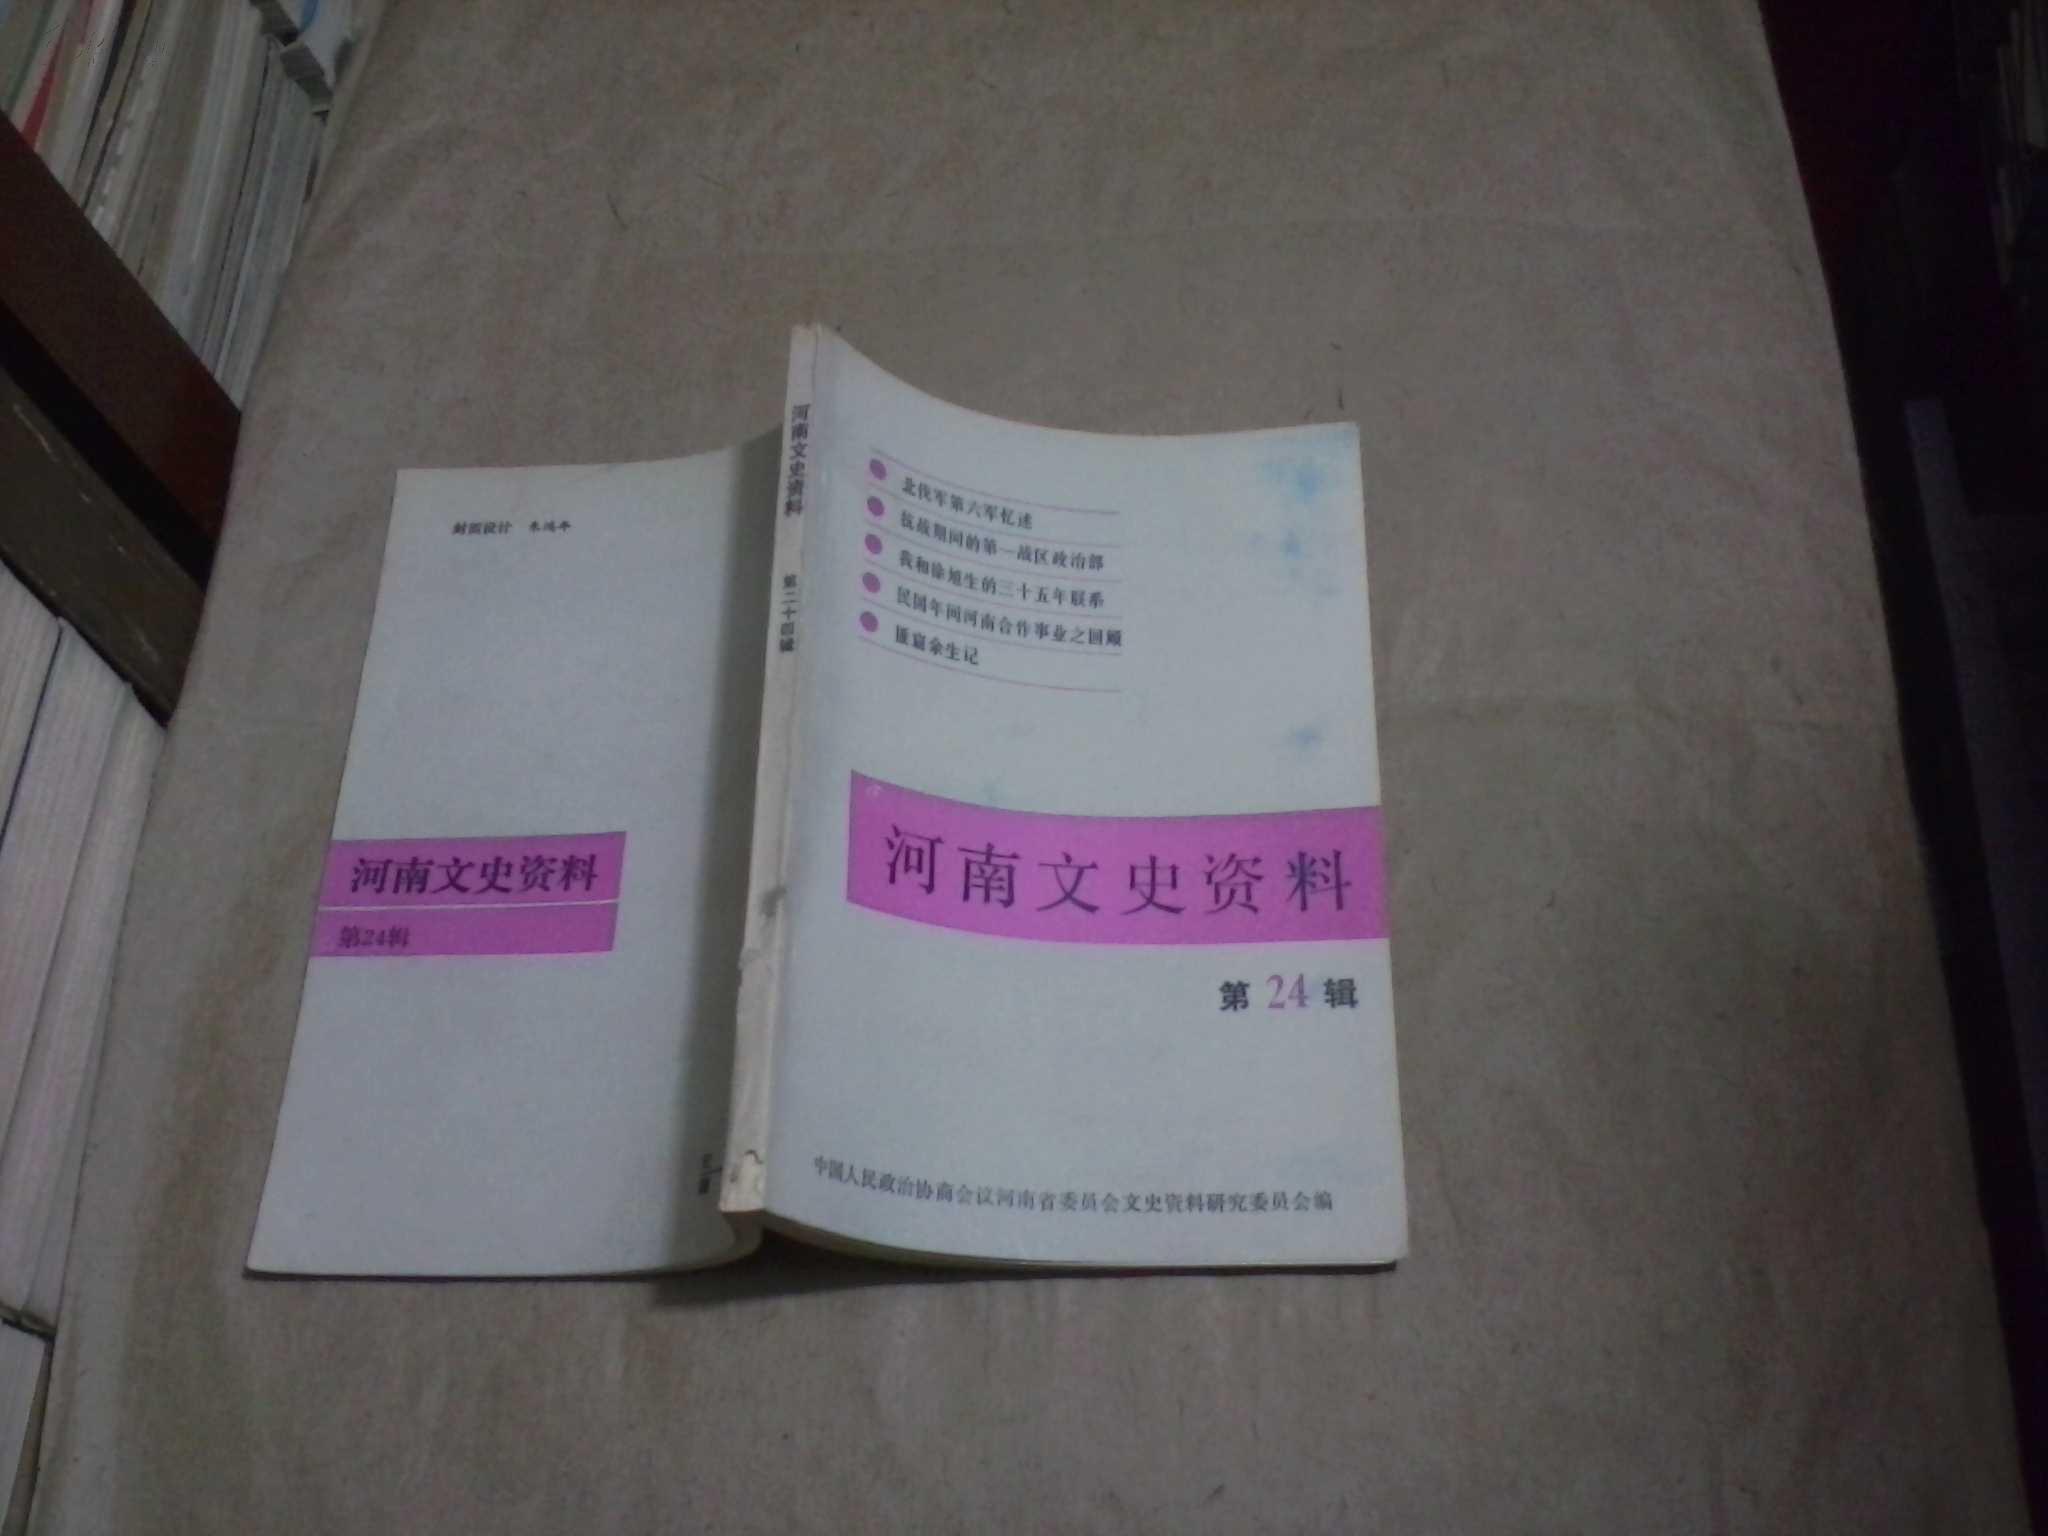 北伐军第六军忆述
抗战期间的第一战区政治部
我和徐旭生的三十五年联系
民国年间河南合作事业之回顾
匪窟余生记
河南文史资料
第 24 辑
中国人民政治协商会议河南省委员会文史资料研究委员会编
河南文史资料 第二十四辑
封面设计
河南文史资料
第24辑